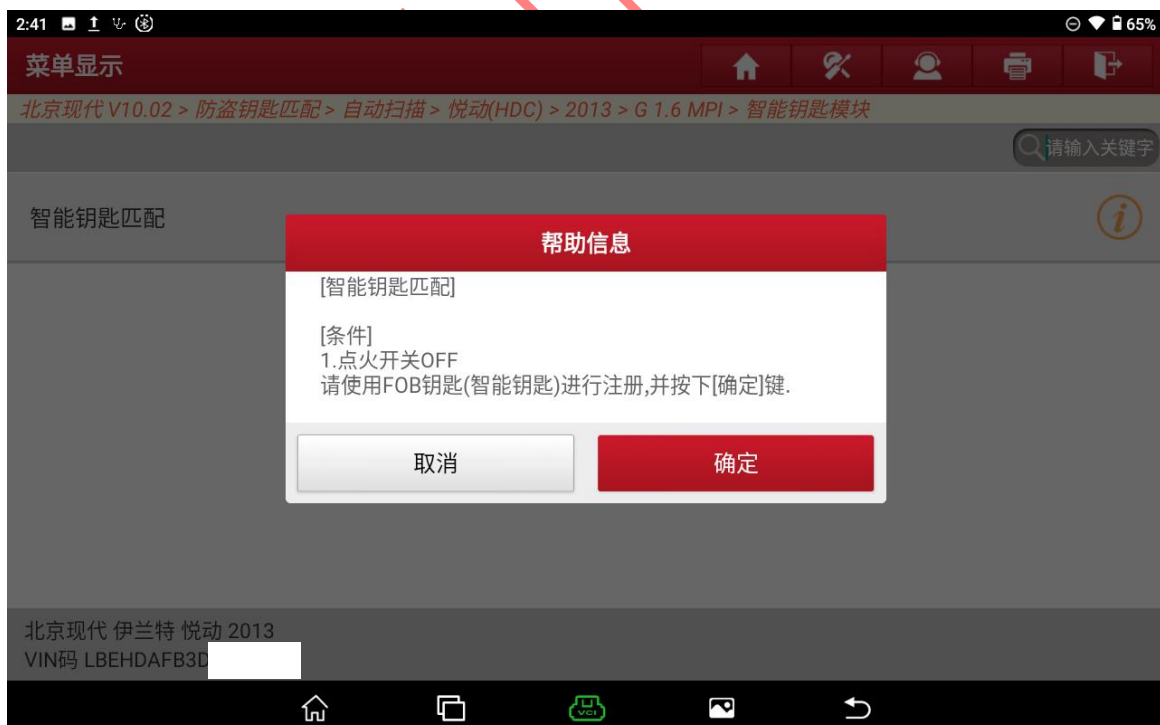 2:41
65%
菜单显示
北京现代 V10.02 > 防盗钥匙匹配 > 自动扫描 > 悦动(HDC) > 2013 > G 1.6 MPI > 智能钥匙模块
请输入关键字
智能钥匙匹配
帮助信息
[智能钥匙匹配]
[条件]
1.点火开关OFF
请使用FOB钥匙(智能钥匙)进行注册,并按下[确定]键.
取消
确定
北京现代 伊兰特 悦动 2013
VIN码 LBEHDAFB3D
VCI